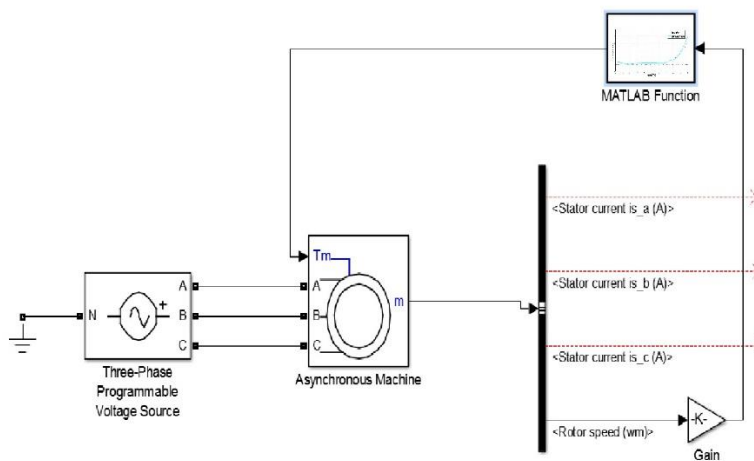 MATLAB Function
<Stator current is_a (A)>
Tm
<Stator current is_b (A)>
A
A
m
N
+
B
B
C
C
<Stator current is_c (A)>
Three-Phase
Programmable
Voltage Source
Asynchronous Machine
-K-
<Rotor speed (wm)>
Gain